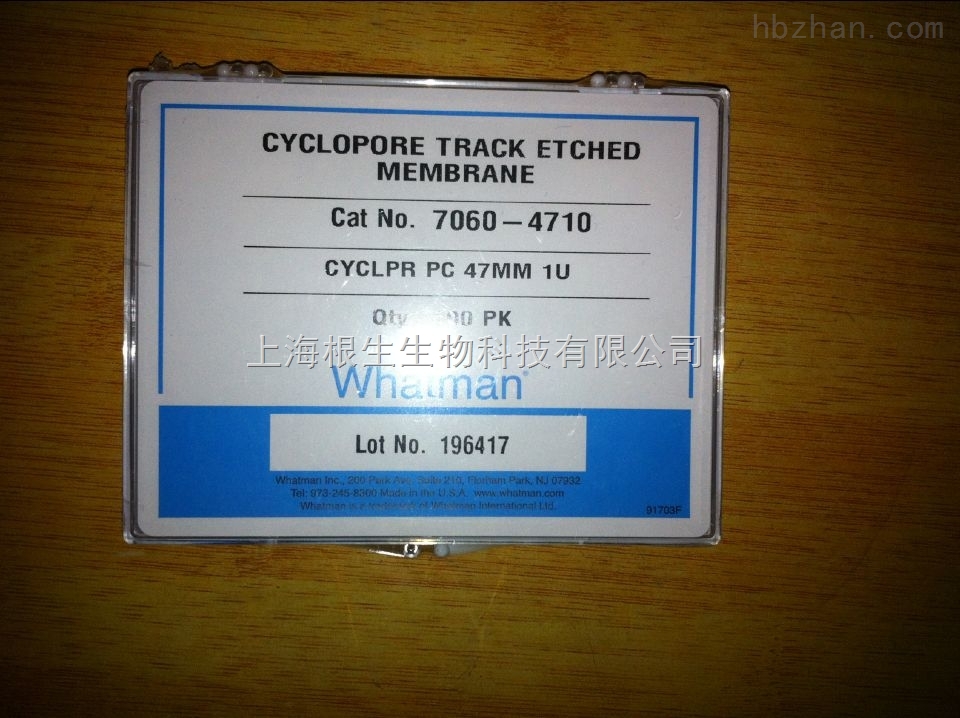 hbzhan.com
CYCLOPORE TRACK ETCHED
MEMBRANE
Cat No. 7060-4710
CYCLPR PC 47MM 1U
Qty PK
上海根生生物科技有限公司
Whatman
Lot No. 196417
Whatman Inc., 200 Park Ave. Suite 210, Florham Park, NJ 07932
Tel: 973-245-8300 Made in the U.S.A. www.whatman.com
Whatman is a trademark of Whatman International Ltd.
91703F